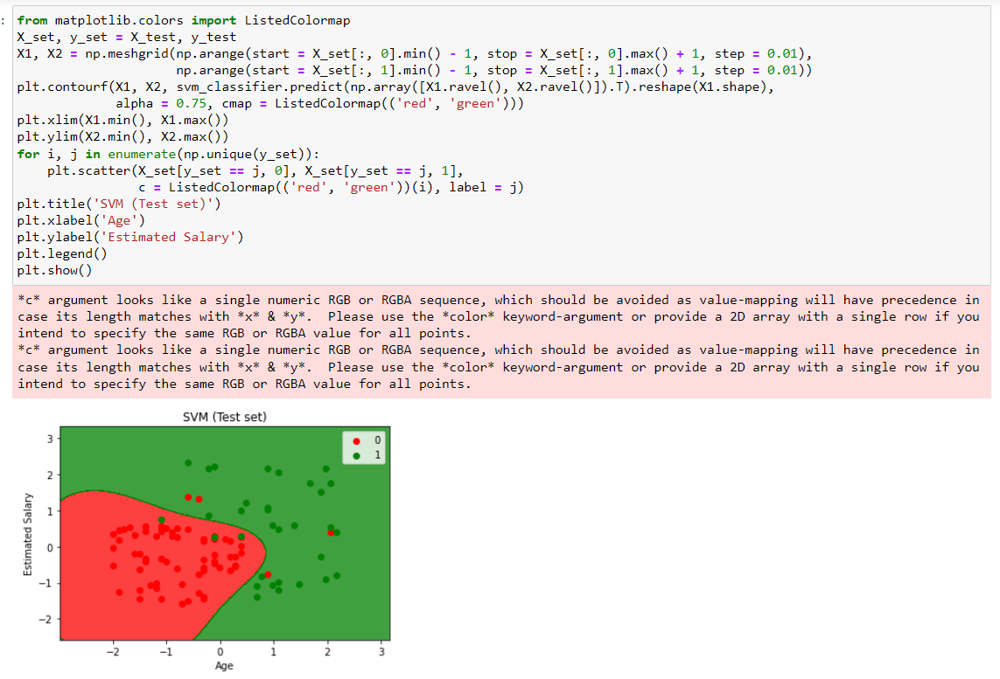 :
from matplotlib.colors import ListedColormap
X_set, y_set = X_test, y_test
X1, X2 = np.meshgrid(np.arange(start = X_set[:, 0].min() - 1, stop = X_set[:, 0].max() + 1, step = 0.01),
                     np.arange(start = X_set[:, 1].min() - 1, stop = X_set[:, 1].max() + 1, step = 0.01))
plt.contourf(X1, X2, svm_classifier.predict(np.array([X1.ravel(), X2.ravel()]).T).reshape(X1.shape),
             alpha = 0.75, cmap = ListedColormap(('red', 'green')))
plt.xlim(X1.min(), X1.max())
plt.ylim(X2.min(), X2.max())
for i, j in enumerate(np.unique(y_set)):
    plt.scatter(X_set[y_set == j, 0], X_set[y_set == j, 1],
                c = ListedColormap(('red', 'green'))(i), label = j)
plt.title('SVM (Test set)')
plt.xlabel('Age')
plt.ylabel('Estimated Salary')
plt.legend()
plt.show()
*c* argument looks like a single numeric RGB or RGBA sequence, which should be avoided as value-mapping will have precedence in
case its length matches with *x* & *y*.  Please use the *color* keyword-argument or provide a 2D array with a single row if you
intend to specify the same RGB or RGBA value for all points.
*c* argument looks like a single numeric RGB or RGBA sequence, which should be avoided as value-mapping will have precedence in
case its length matches with *x* & *y*.  Please use the *color* keyword-argument or provide a 2D array with a single row if you
intend to specify the same RGB or RGBA value for all points.
SVM (Test set)
0
1
3
2
1
0
−1
−2
Estimated Salary
−2 −1 0 1 2 3
Age